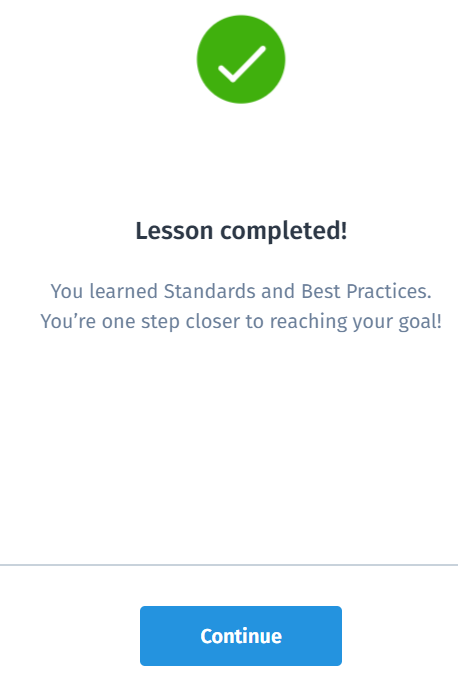 Lesson completed!
You learned Standards and Best Practices.
You’re one step closer to reaching your goal!
Continue